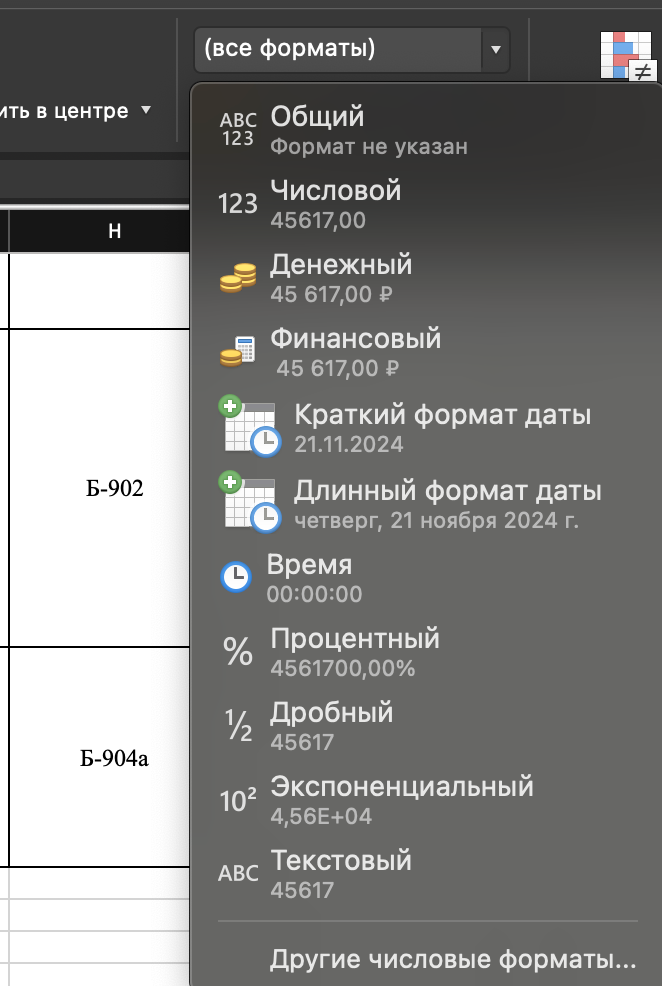 (все форматы)
ить в центре
H
Б-902
Б-904а
ABC
123
Общий
Формат не указан
123
Числовой
45617,00
Денежный
45 617,00 ₽
Финансовый
45 617,00 ₽
Краткий формат даты
21.11.2024
Длинный формат даты
четверг, 21 ноября 2024 г.
Время
00:00:00
%
Процентный
4561700,00%
½
Дробный
45617
10²
Экспоненциальный
4,56E+04
ABC
Текстовый
45617
Другие числовые форматы...
≠